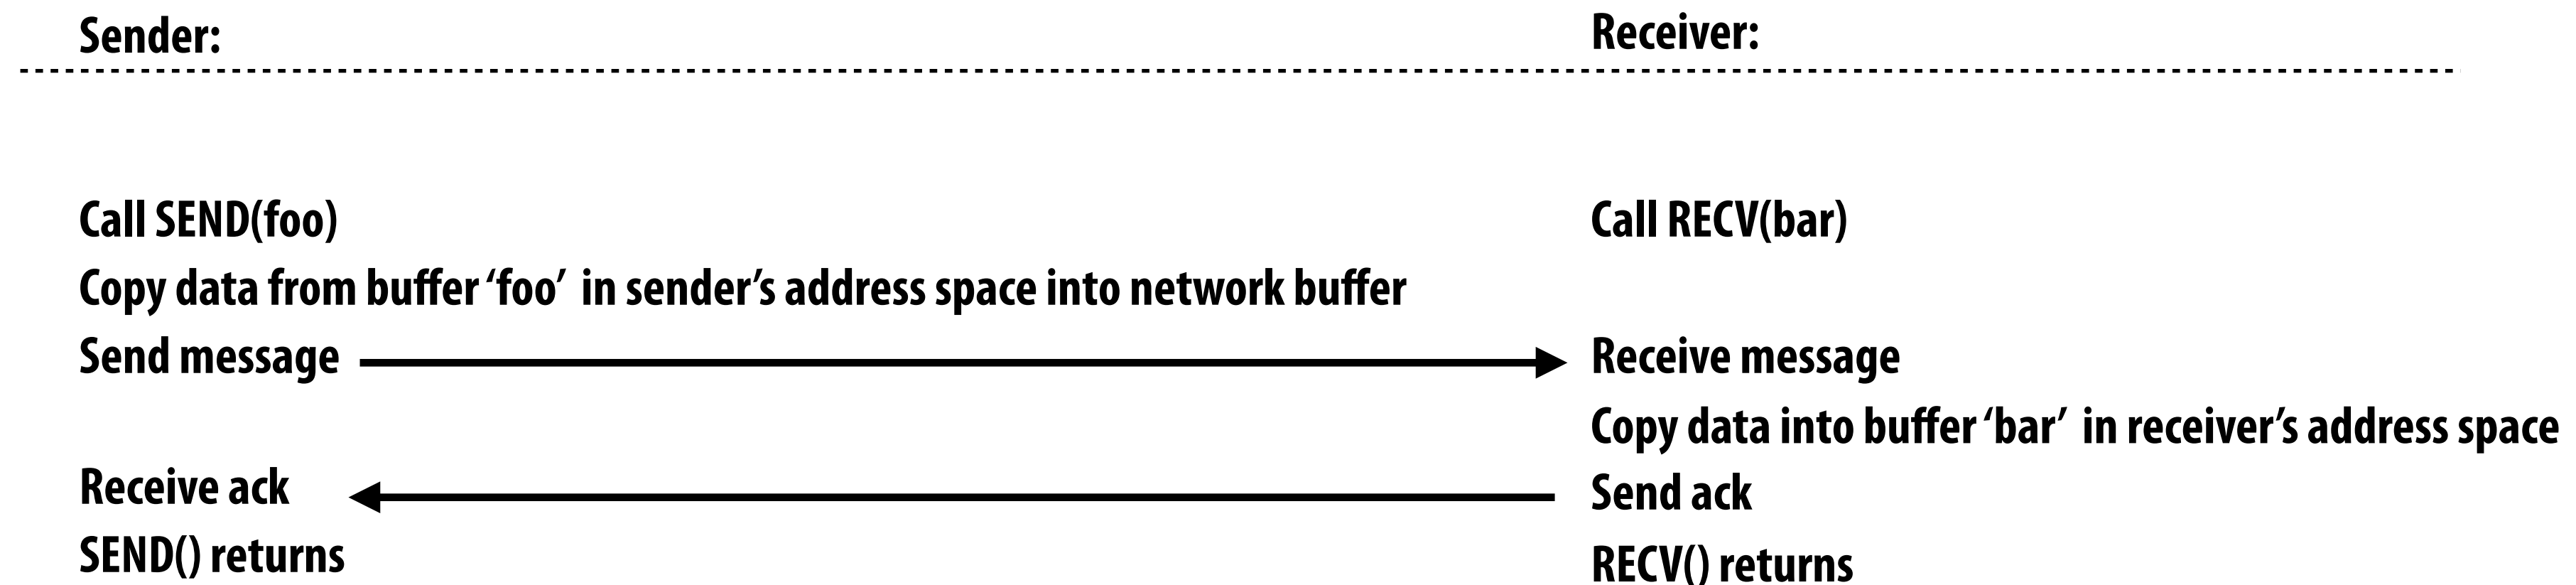 Sender:
Receiver:
Call SEND(foo)
Call RECV(bar)
Copy data from buffer ‘foo’ in sender’s address space into network buffer
Send message
Receive message
Copy data into buffer ‘bar’ in receiver’s address space
Receive ack
Send ack
SEND() returns
RECV() returns